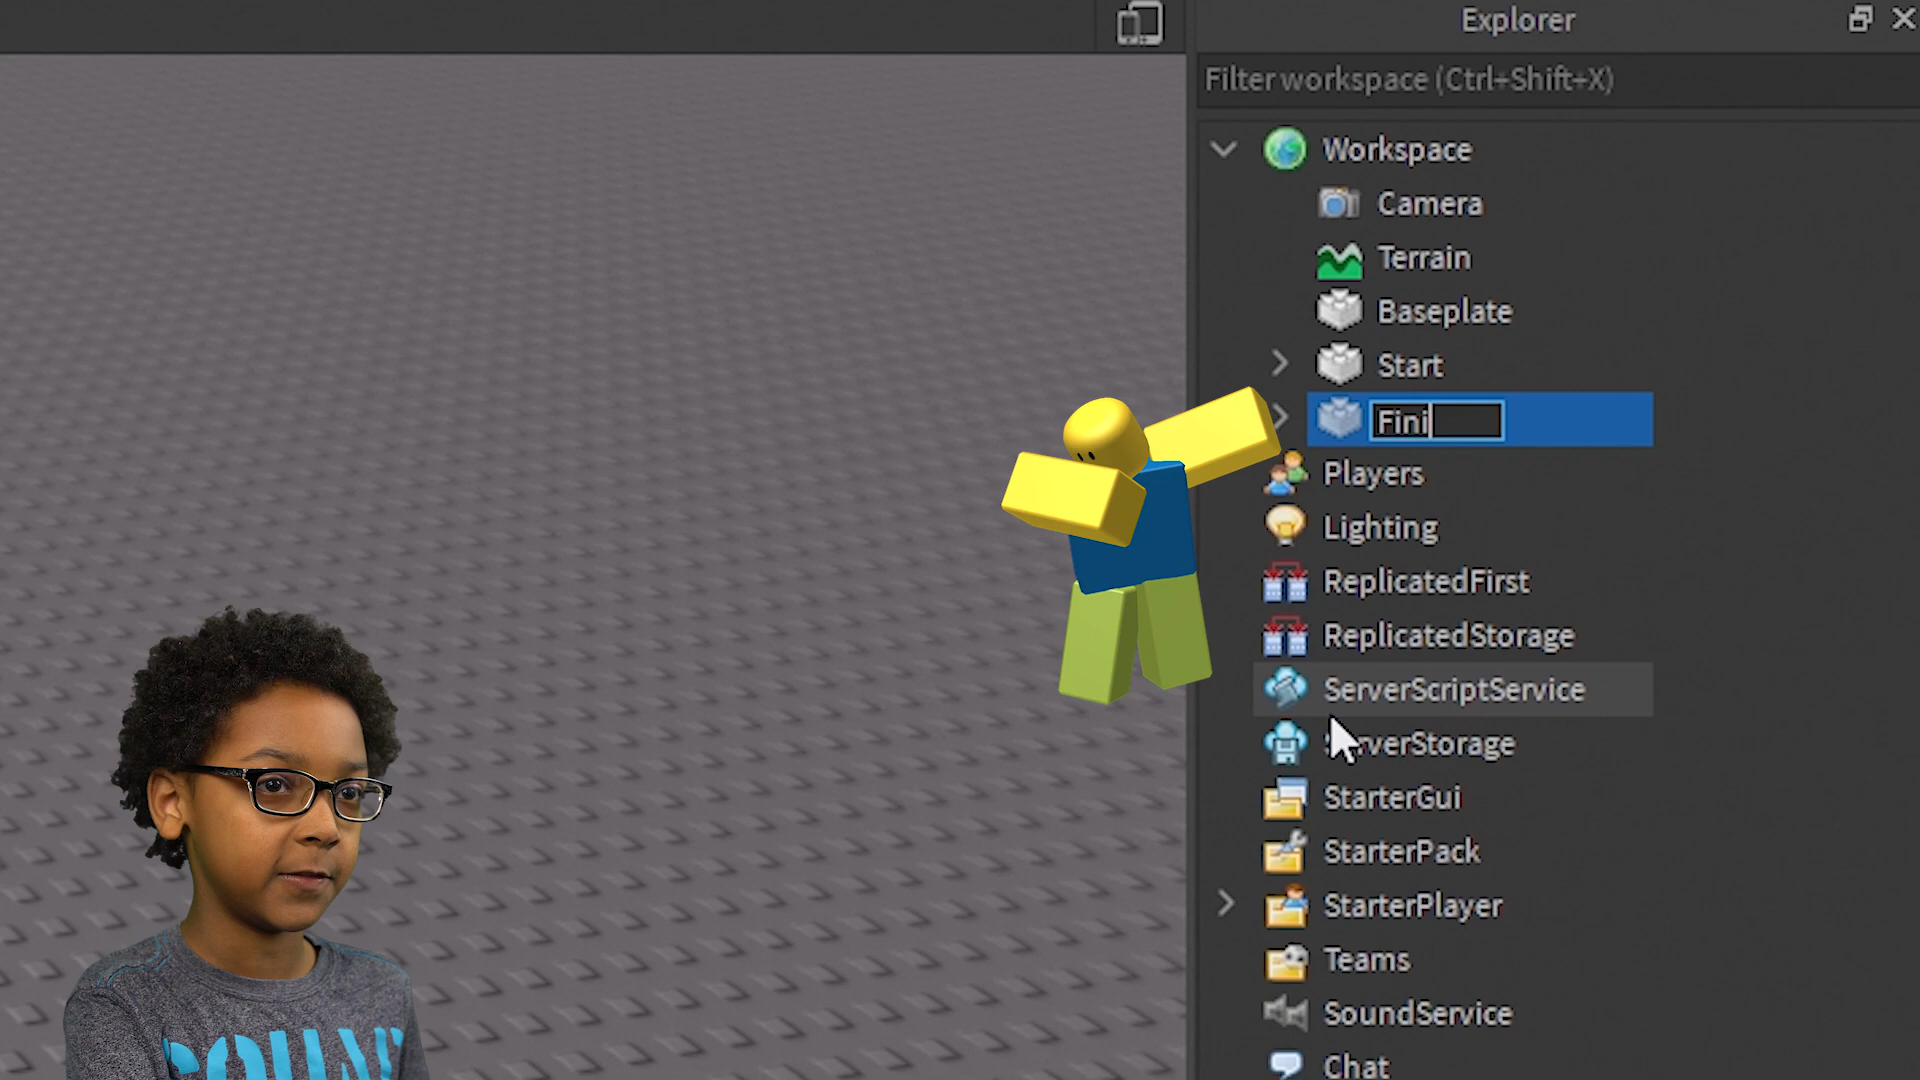 Explorer
Filter workspace (Ctrl+Shift+X)
Workspace
Camera
Terrain
Baseplate
Start
Fini
Players
Lighting
ReplicatedFirst
ReplicatedStorage
ServerScriptService
StarterGui
StarterPack
StarterPlayer
Teams
SoundService
Chat